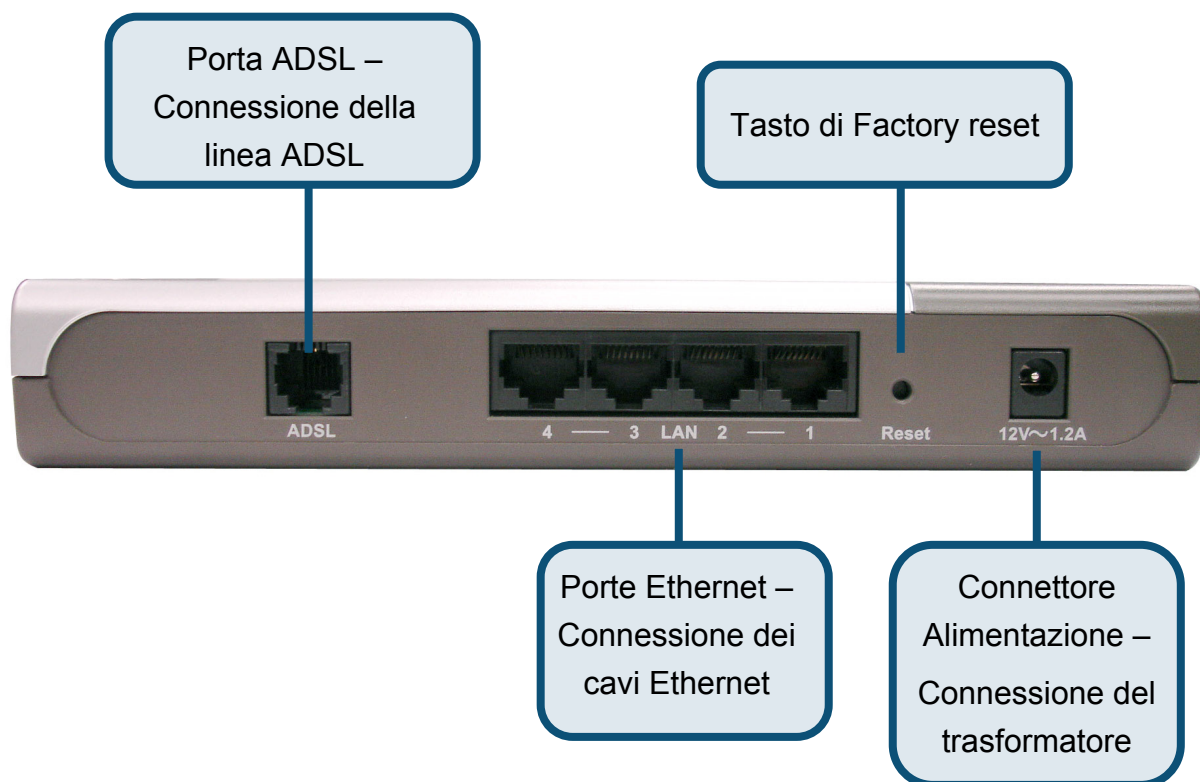 Porta ADSL –
Connessione della
linea ADSL
Tasto di Factory reset
ADSL
4 — 3 LAN 2 — 1
Reset
12V～1.2A
Porte Ethernet –
Connessione dei
cavi Ethernet
Connettore
Alimentazione –
Connessione del
trasformatore